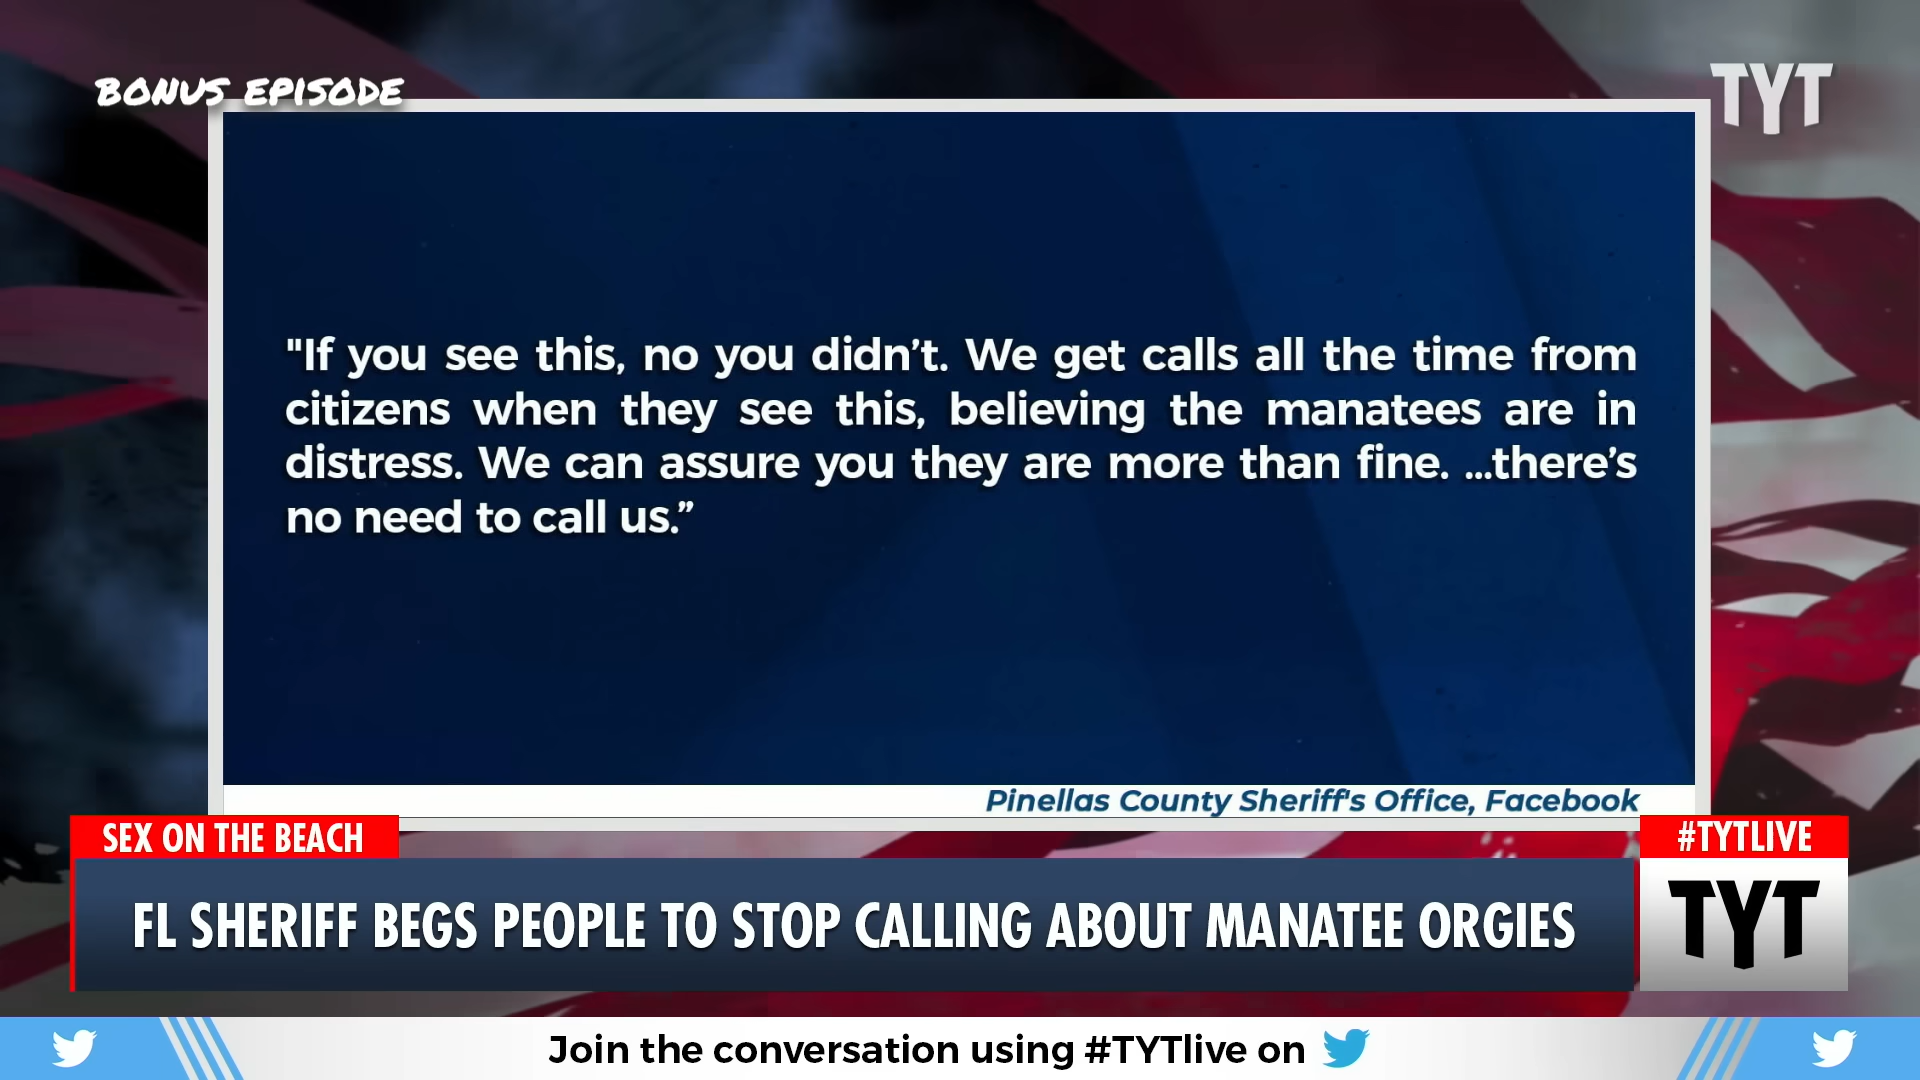 BONUS EPISODE
TYT
"If you see this, no you didn’t. We get calls all the time from
citizens when they see this, believing the manatees are in
distress. We can assure you they are more than fine. ...there’s
no need to call us.”
Pinellas County Sheriff's Office, Facebook
SEX ON THE BEACH
#TYTLIVE
FL SHERIFF BEGS PEOPLE TO STOP CALLING ABOUT MANATEE ORGIES
TYT
Join the conversation using #TYTlive on